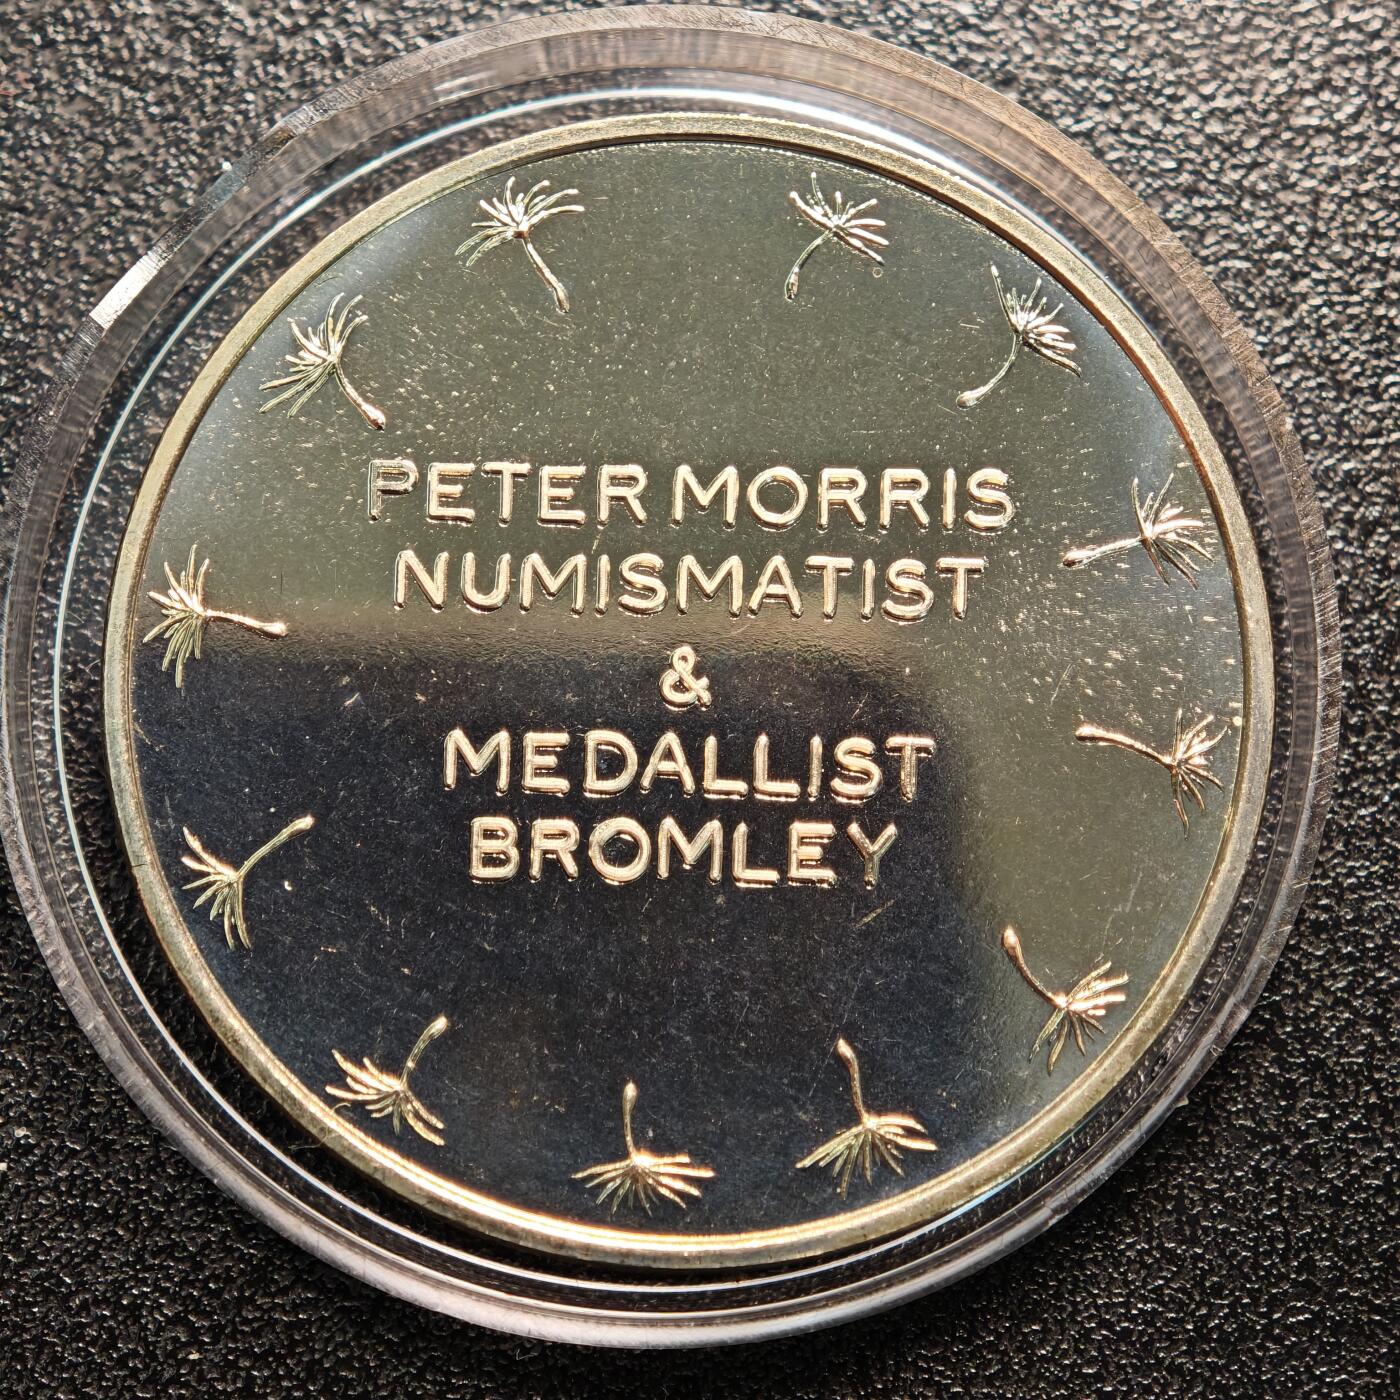 PETER MORRIS
NUMISMATIST
&
MEDALLIST
BROMLEY